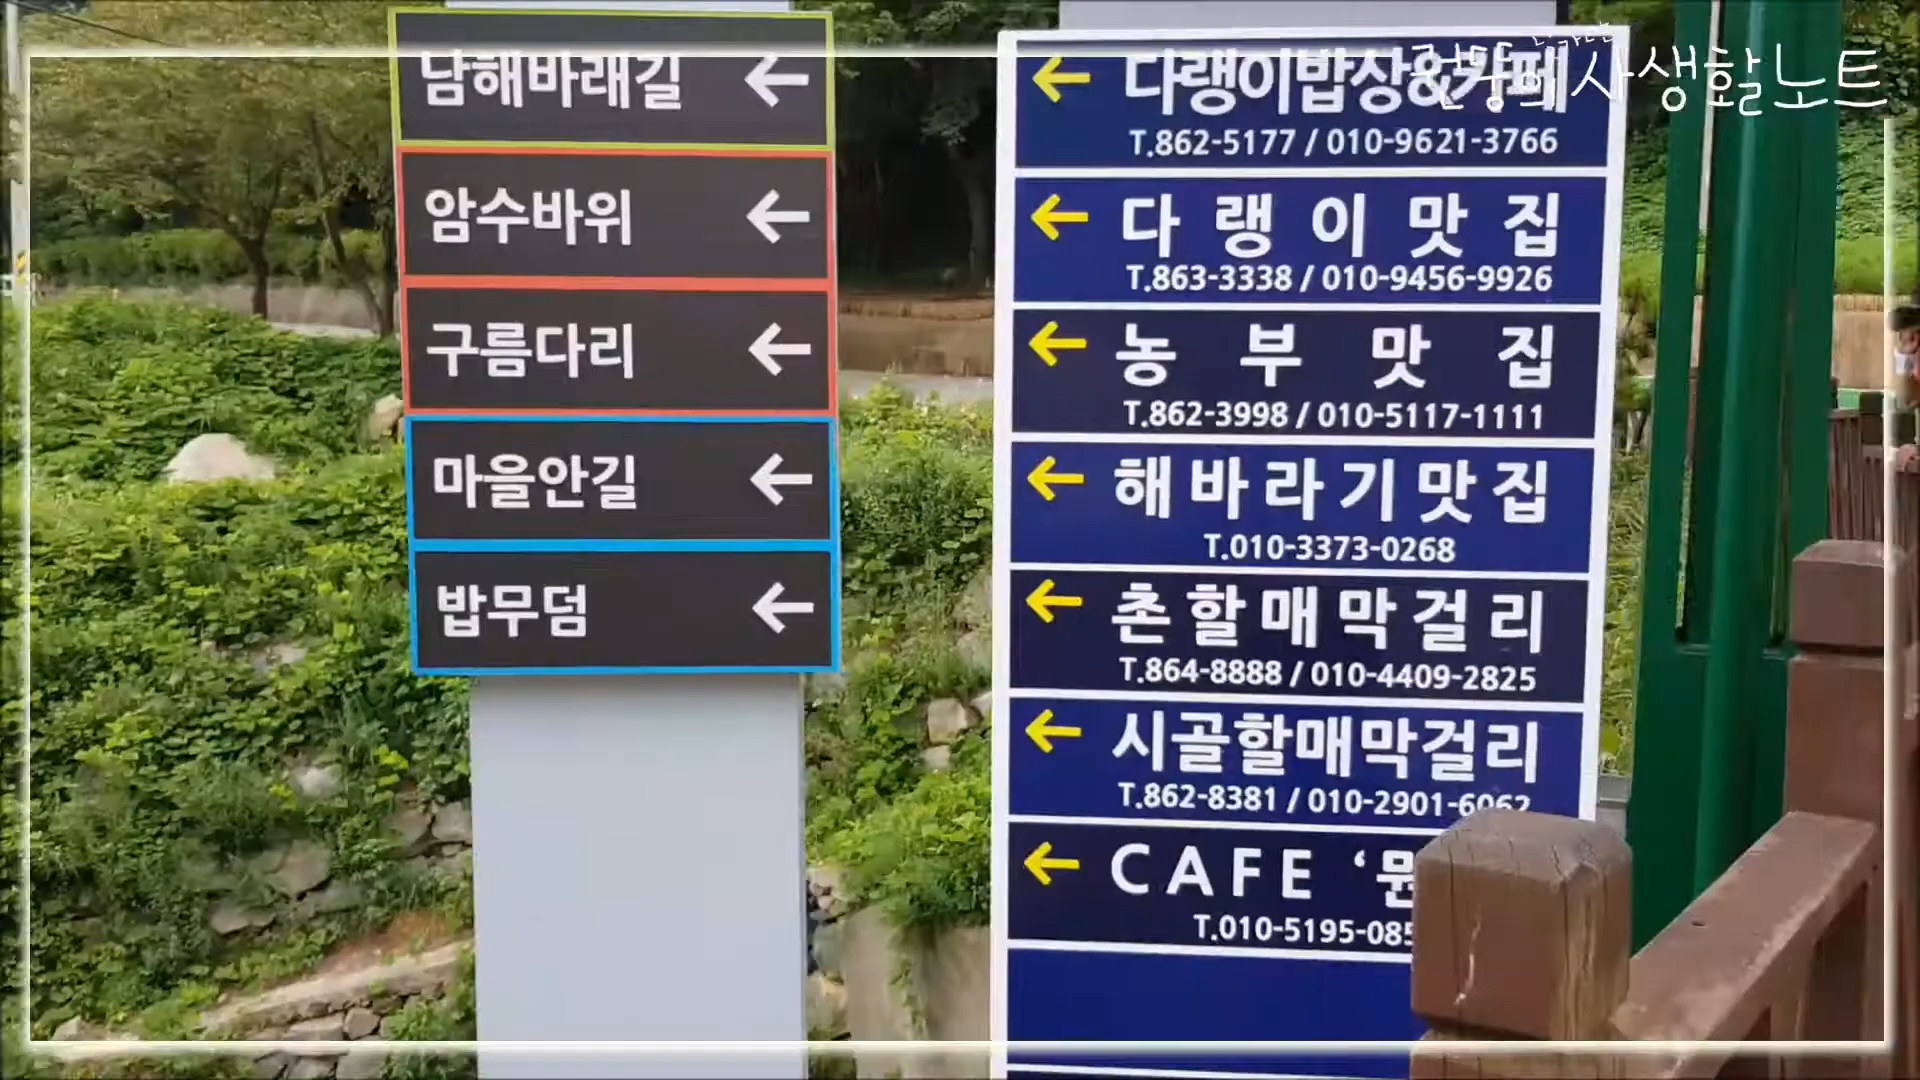 남해바래길 ←
암수바위 ←
구름다리 ←
마을안길 ←
밥무덤 ←
← 다랭이밥상&카페
T.862-5177 / 010-9621-3766
← 다랭이맛집
T.863-3338 / 010-9456-9926
← 농부맛집
T.862-3998 / 010-5117-1111
← 해바라기맛집
T.010-3373-0268
← 촌할매막걸리
T.864-8888 / 010-4409-2825
← 시골할매막걸리
T.862-8381 / 010-2901-6062
← CAFE ‘
T.010-5195-085
사생활노트